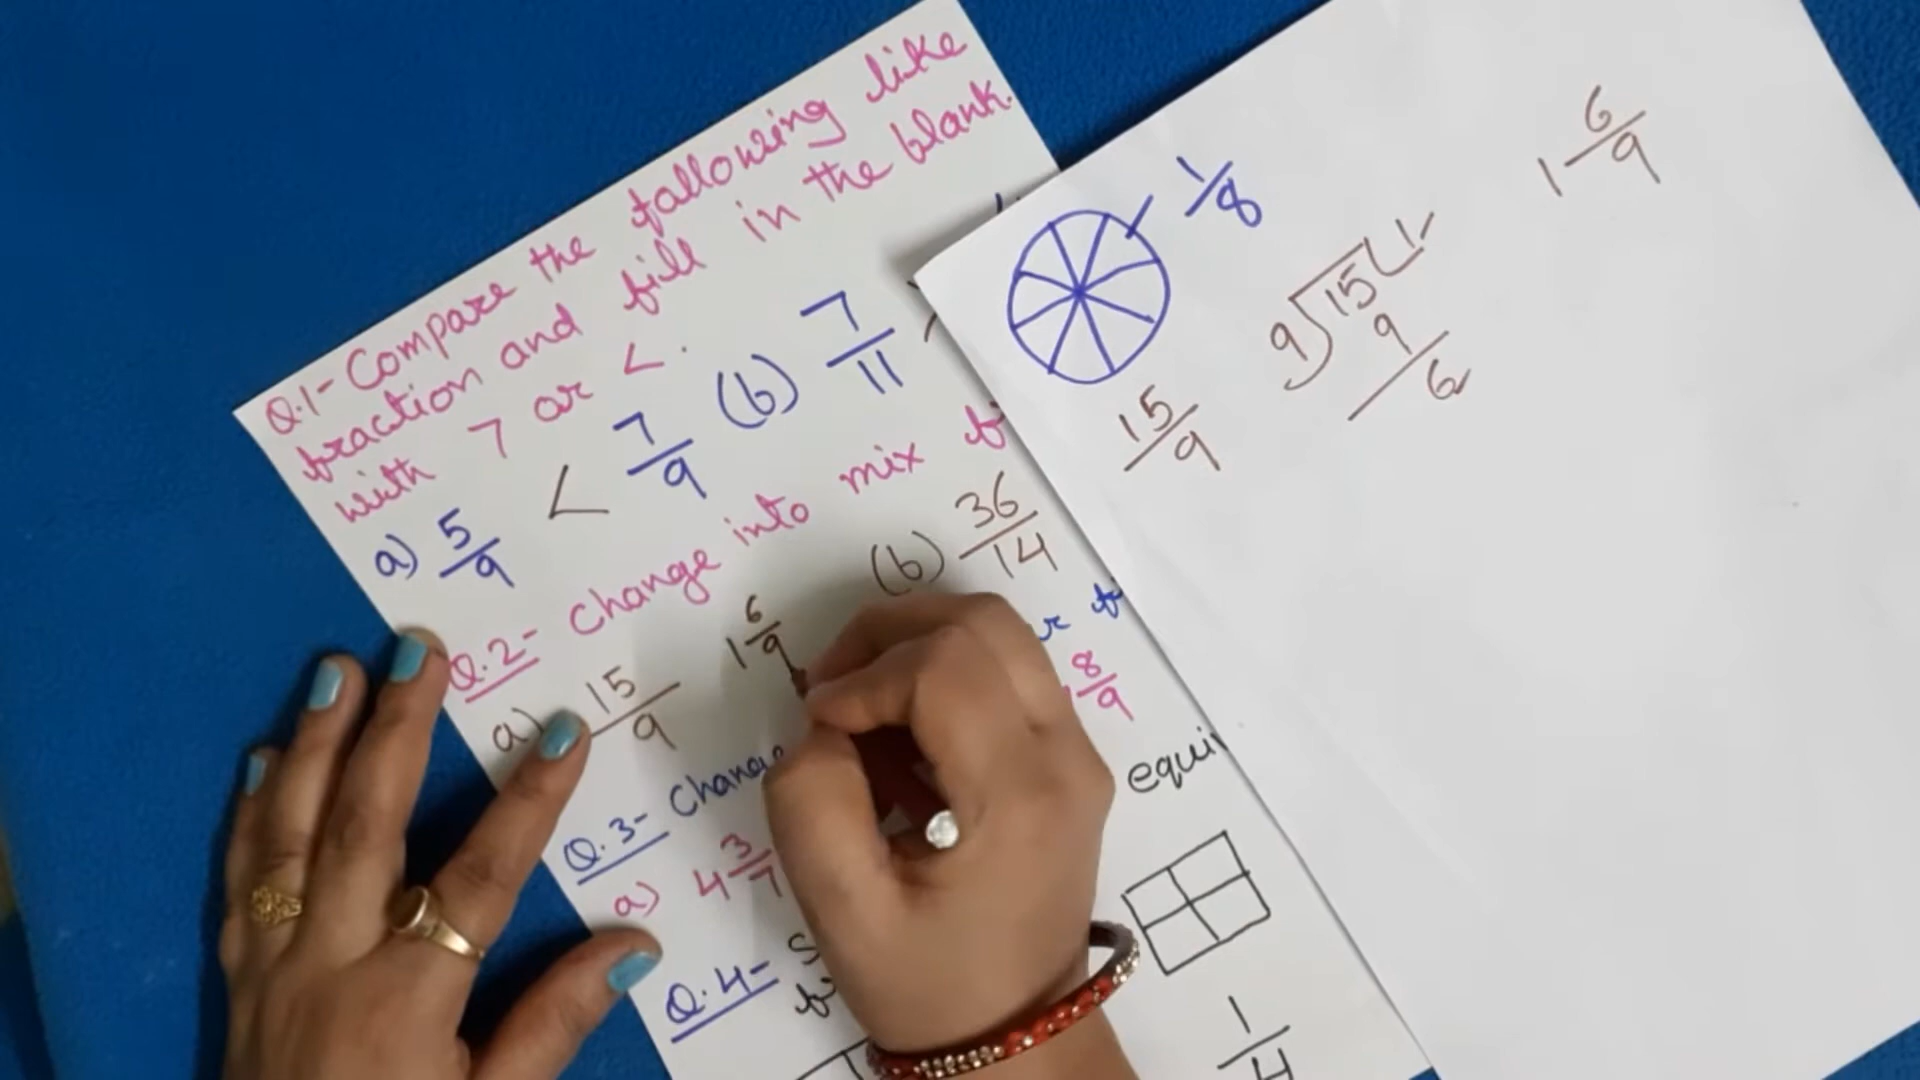 Q.1- Compare the fallowing like
fraction and fill in the blank.
with 7 or <.
a) 5/9 < 7/9 (b) 7/11
Q.2- Change into mix
a) 15/9 1 6/9 (b) 36/14
Q.3- Change
a) 4 3/7 8/9
Q.4-
equi
1/4
1/8
15/9
9 15 1
9
6
1 6/9